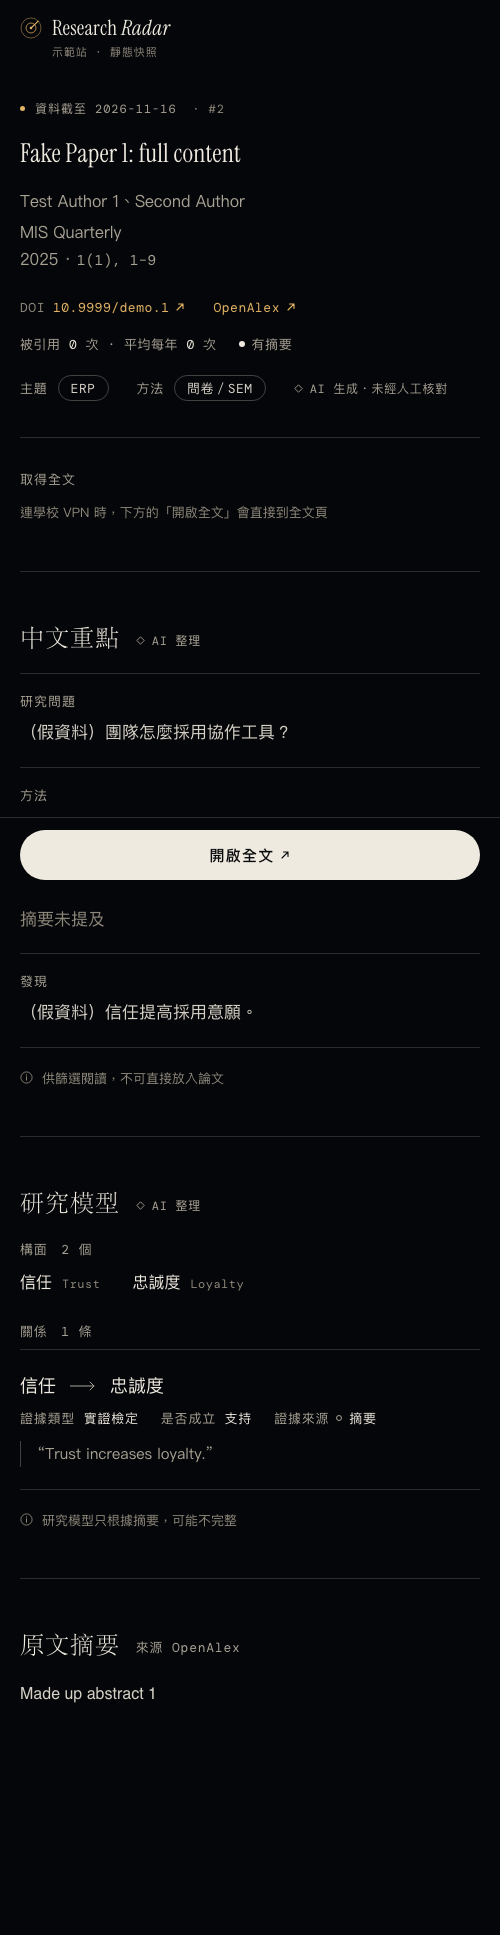 Research Radar
示範站 · 靜態快照
資料截至 2026-11-16 · #2
Fake Paper 1: full content
Test Author 1、Second Author
MIS Quarterly
2025 · 1(1), 1–9
DOI 10.9999/demo.1 ↗ OpenAlex ↗
被引用 0 次 · 平均每年 0 次 有摘要
主題 ERP 方法 問卷 / SEM ◇ AI 生成·未經人工核對
取得全文
連學校 VPN 時，下方的「開啟全文」會直接到全文頁
中文重點 ◇ AI 整理
研究問題
（假資料）團隊怎麼採用協作工具？
方法
開啟全文 ↗
摘要未提及
發現
（假資料）信任提高採用意願。
ⓘ 供篩選閱讀，不可直接放入論文
研究模型 ◇ AI 整理
構面 2 個
信任 Trust 忠誠度 Loyalty
關係 1 條
信任 → 忠誠度
證據類型 實證檢定 是否成立 支持 證據來源 ○ 摘要
“Trust increases loyalty.”
ⓘ 研究模型只根據摘要，可能不完整
原文摘要 來源 OpenAlex
Made up abstract 1